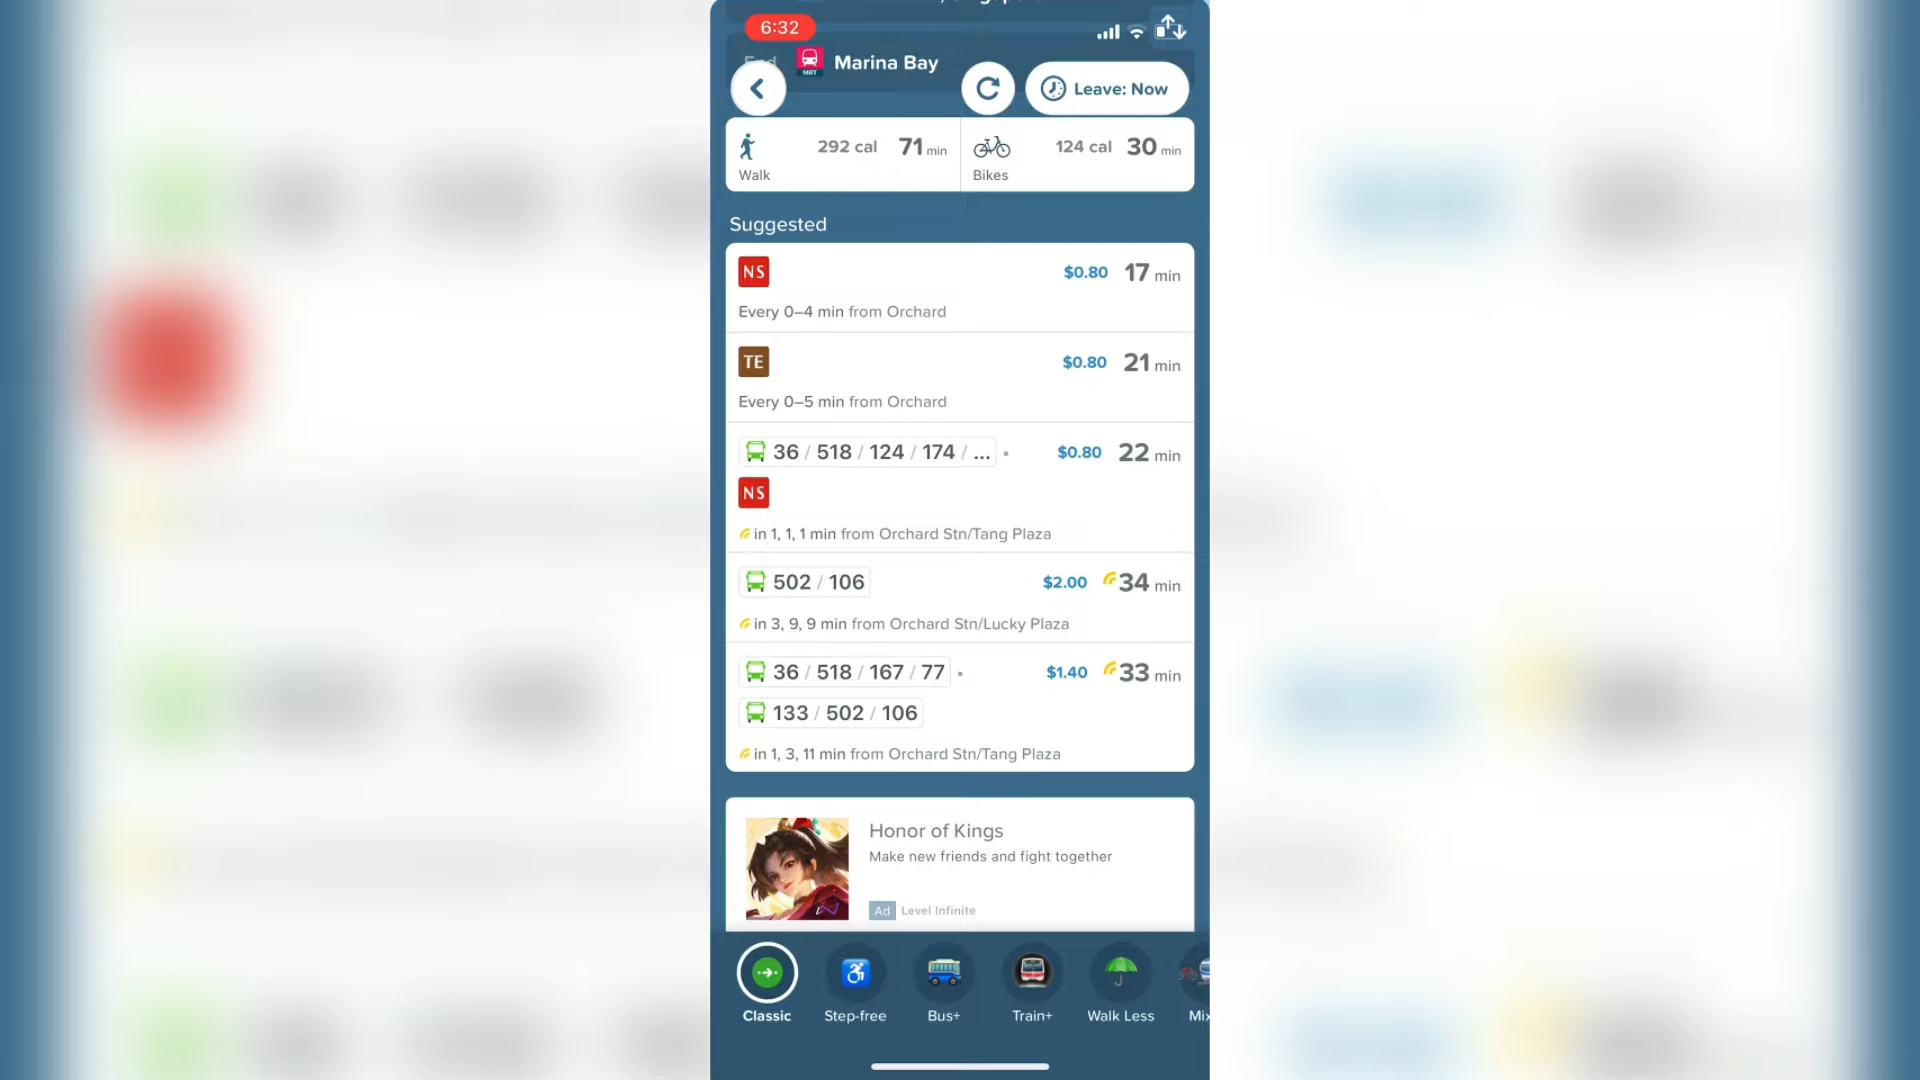 6:32
MRT
Marina Bay
Leave: Now
292 cal 71 min
Walk
124 cal 30 min
Bikes
Suggested
NS $0.80 17 min
Every 0–4 min from Orchard
TE $0.80 21 min
Every 0–5 min from Orchard
36 / 518 / 124 / 174 / ... • $0.80 22 min
NS
in 1, 1, 1 min from Orchard Stn/Tang Plaza
502 / 106 $2.00 34 min
in 3, 9, 9 min from Orchard Stn/Lucky Plaza
36 / 518 / 167 / 77 • $1.40 33 min
133 / 502 / 106
in 1, 3, 11 min from Orchard Stn/Tang Plaza
Honor of Kings
Make new friends and fight together
Ad Level Infinite
Classic Step-free Bus+ Train+ Walk Less Mix